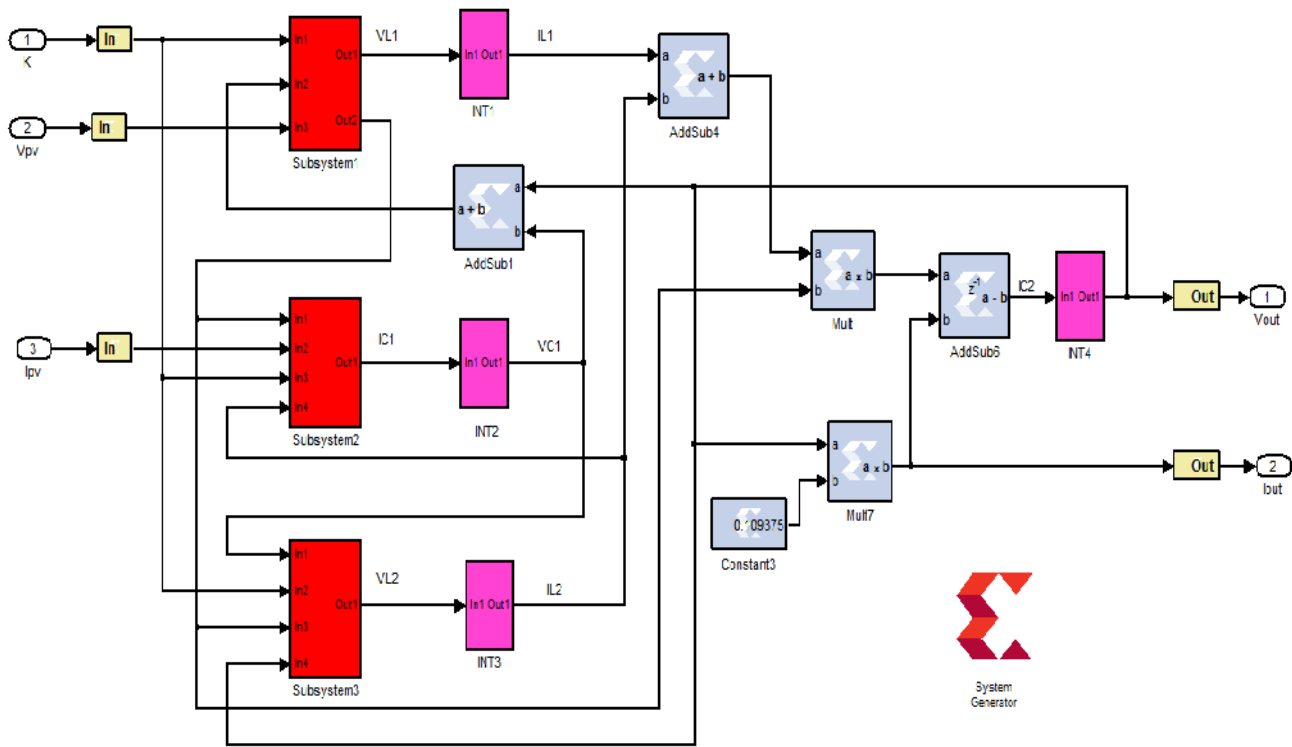 1
In
K
2
In
Vpv
In1
In2
In3
Out1
Out2
Subsystem1
VL1
In1 Out1
INT1
IL1
a
b
a + b
AddSub4
a
b
a + b
AddSub1
3
In
Ipv
In1
In2
In3
In4
Out1
Subsystem2
IC1
In1 Out1
INT2
VC1
a
b
a x b
Mult
a
b
z-1
a - b
AddSub6
IC2
In1 Out1
INT4
Out
1
Vout
In1
In2
In3
In4
Out1
Subsystem3
VL2
In1 Out1
INT3
IL2
0.109375
Constant3
a
b
a x b
Mult7
Out
2
Iout
System
Generator